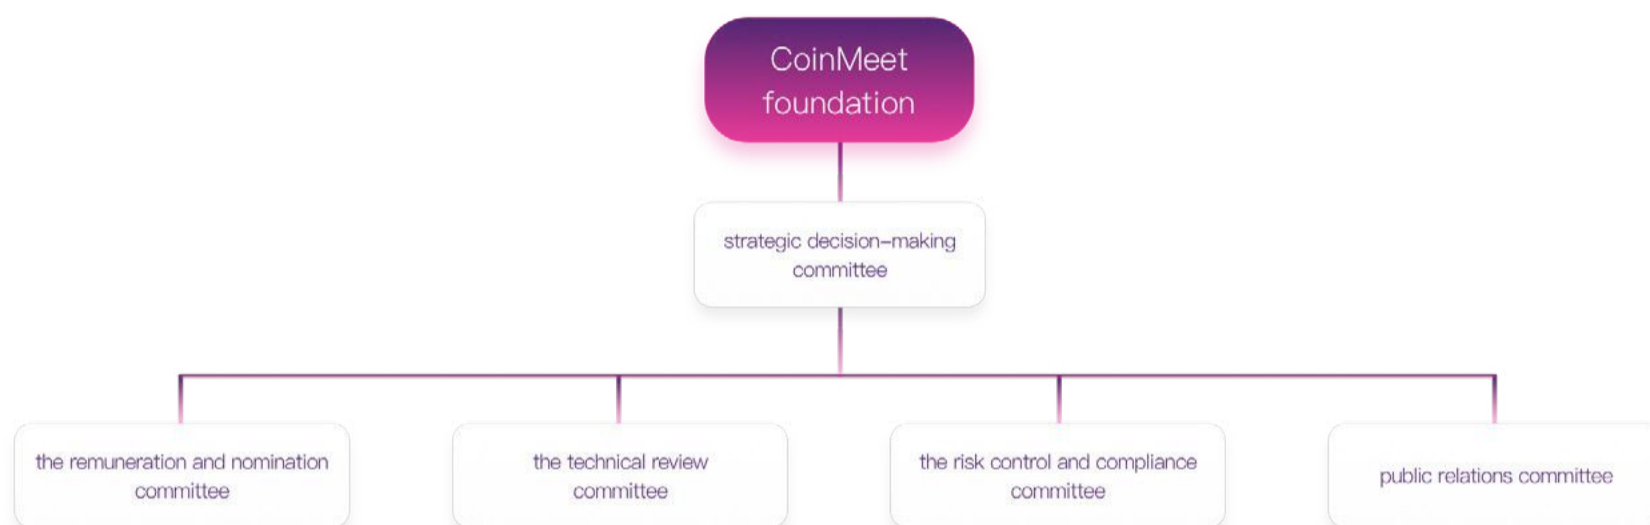 CoinMeet
foundation
strategic decision-making
committee
the remuneration and nomination
committee
the technical review
committee
the risk control and compliance
committee
public relations committee